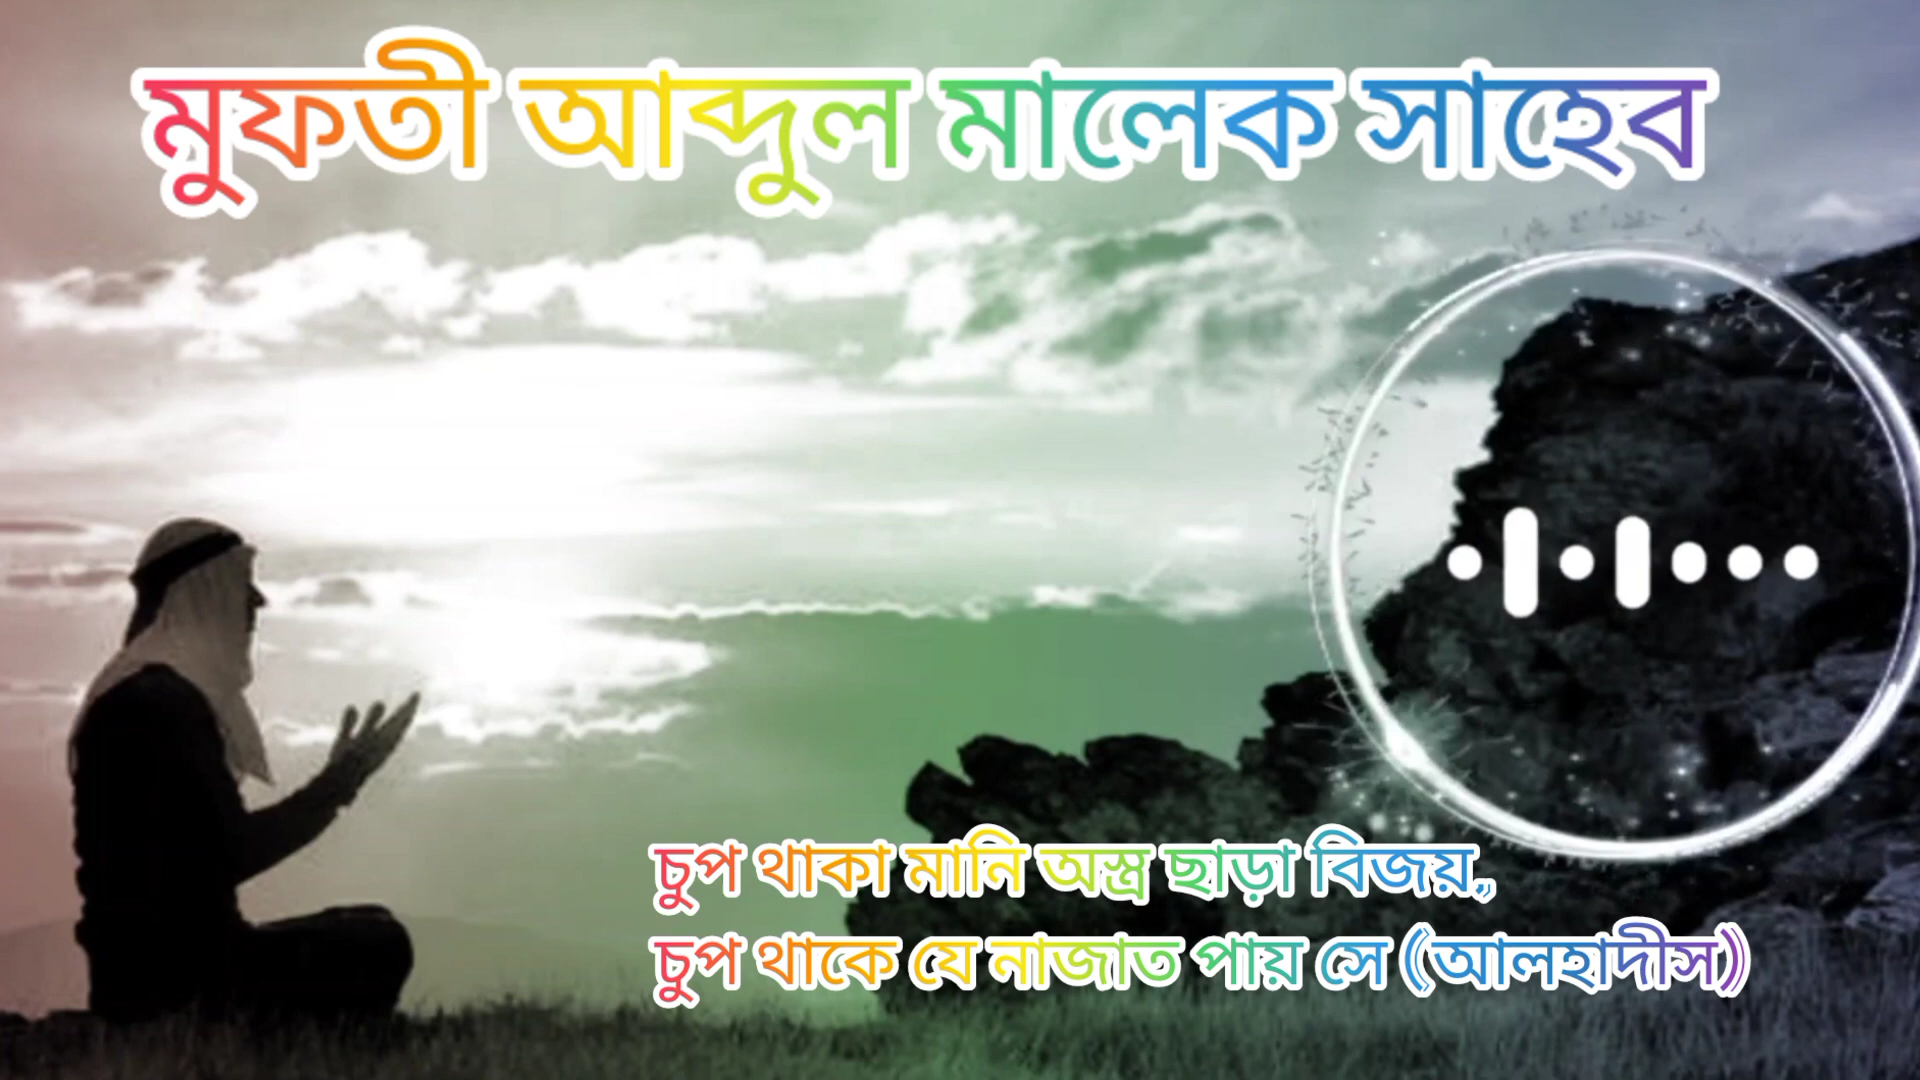 মুফতী আব্দুল মালেক সাহেব
চুপ থাকা মানি অস্ত্র ছাড়া বিজয়,,
চুপ থাকে যে নাজাত পায় সে (আলহাদীস)